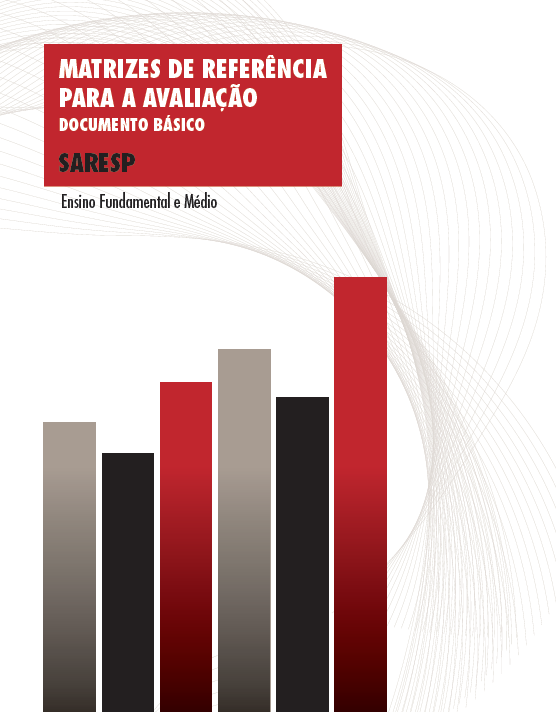 MATRIZES DE REFERÊNCIA
PARA A AVALIAÇÃO
DOCUMENTO BÁSICO
SARESP
Ensino Fundamental e Médio